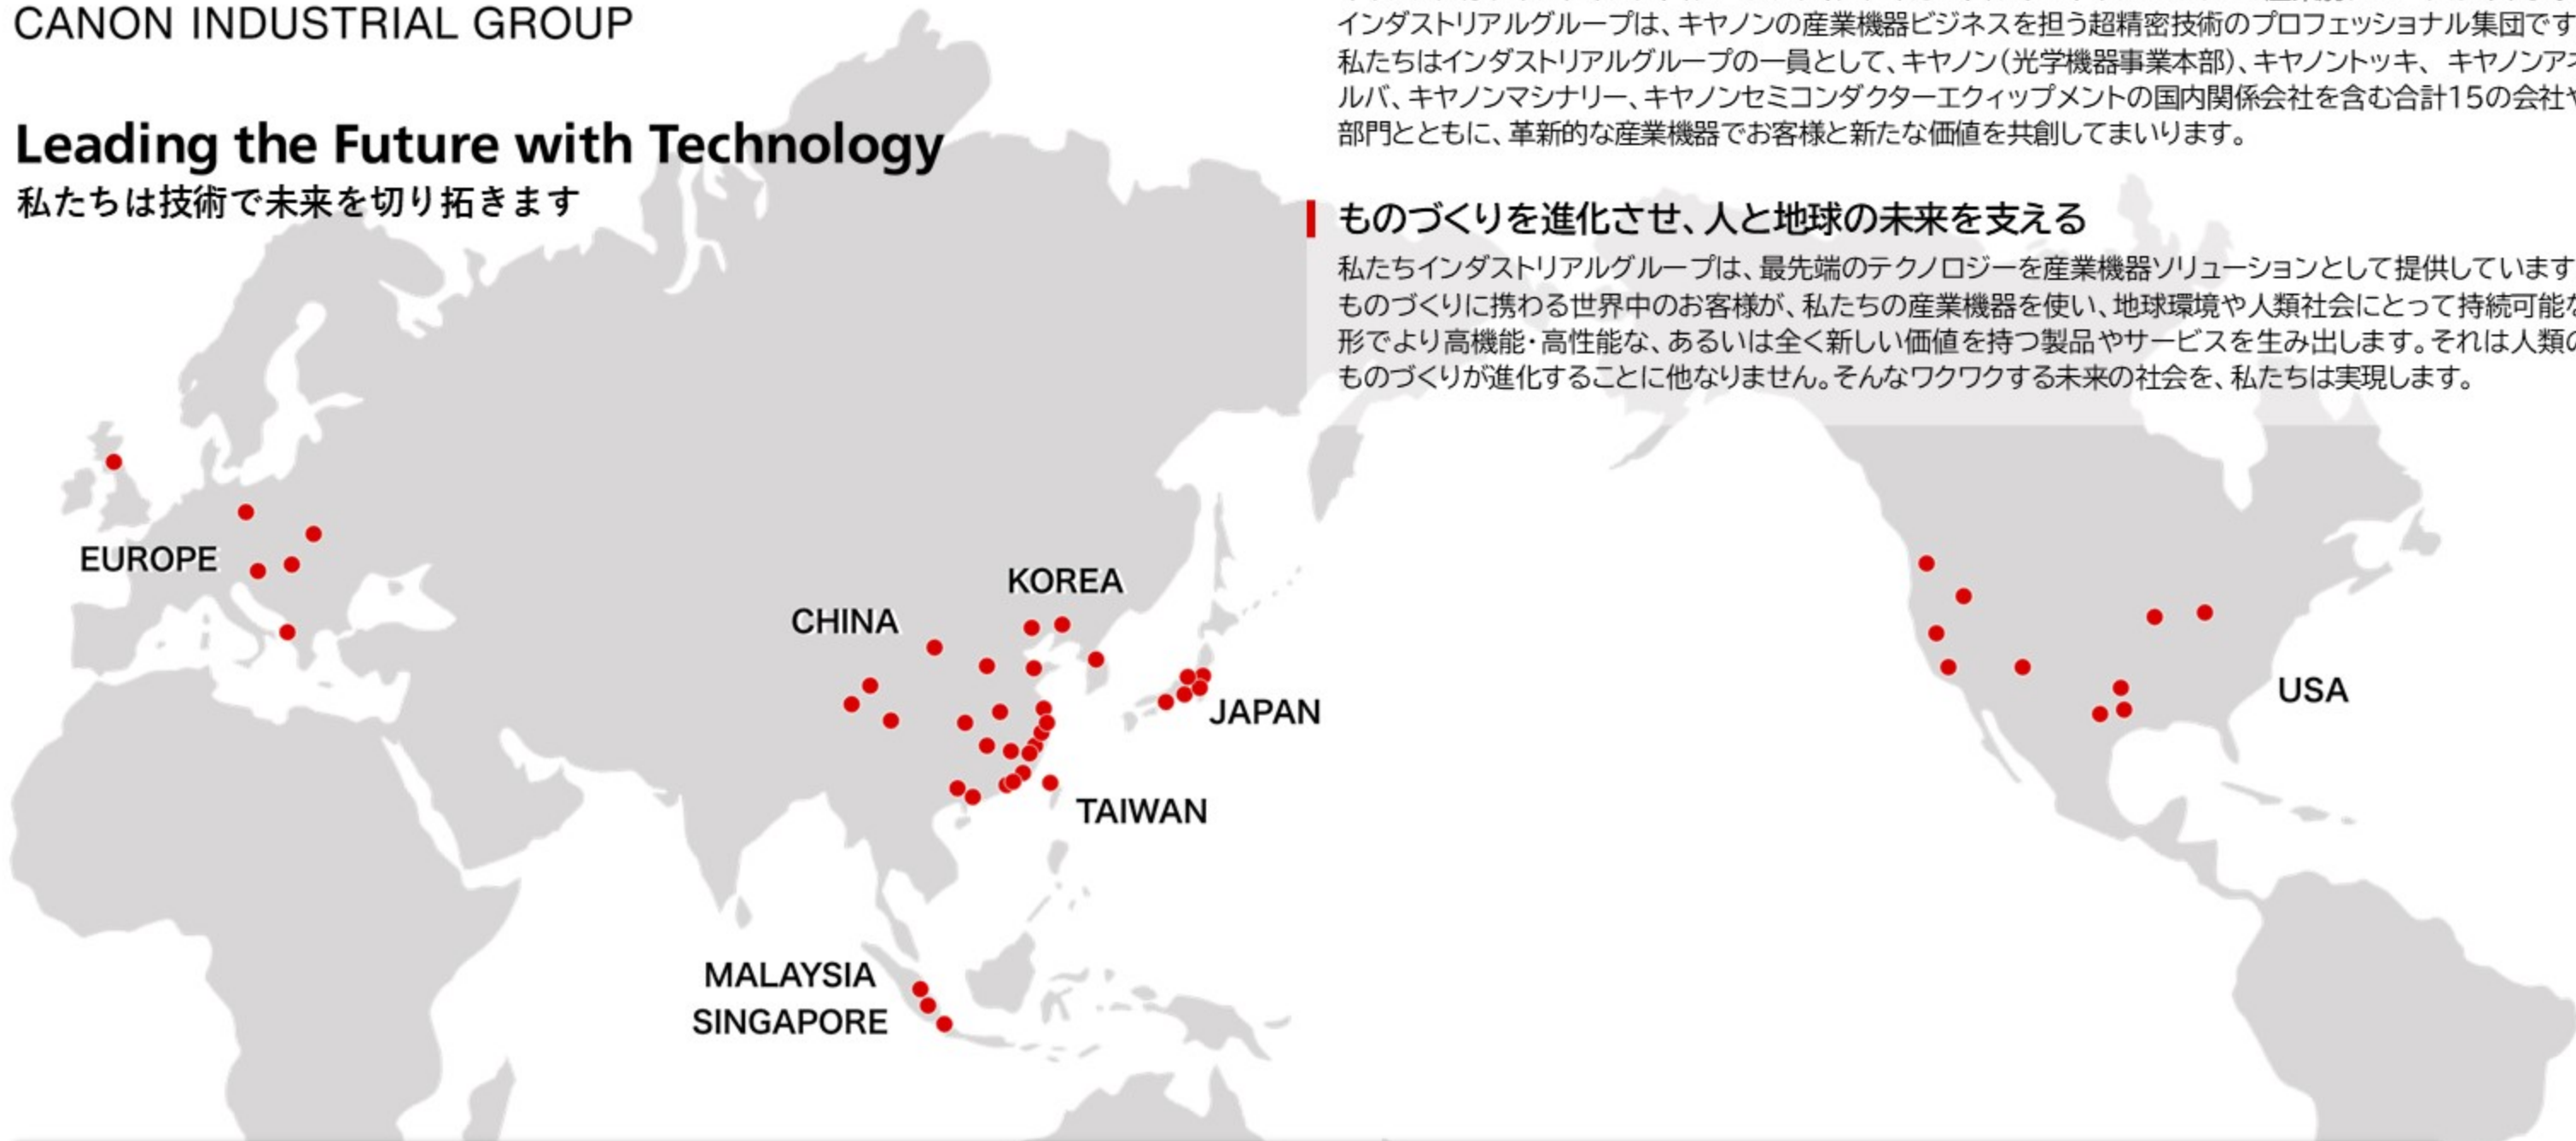 CANON INDUSTRIAL GROUP
Leading the Future with Technology
私たちは技術で未来を切り拓きます
インダストリアルグループは、キヤノンの産業機器ビジネスを担う超精密技術のプロフェッショナル集団です
私たちはインダストリアルグループの一員として、キヤノン(光学機器事業本部)、キヤノントッキ、キヤノンアネ
ルバ、キヤノンマシナリー、キヤノンセミコンダクターエクィップメントの国内関係会社を含む合計15の会社や
部門とともに、革新的な産業機器でお客様と新たな価値を共創してまいります。
ものづくりを進化させ、人と地球の未来を支える
私たちインダストリアルグループは、最先端のテクノロジーを産業機器ソリューションとして提供しています
ものづくりに携わる世界中のお客様が、私たちの産業機器を使い、地球環境や人類社会にとって持続可能な
形でより高機能・高性能な、あるいは全く新しい価値を持つ製品やサービスを生み出します。それは人類の
ものづくりが進化することに他なりません。そんなワクワクする未来の社会を、私たちは実現します。
EUROPE
KOREA
CHINA
JAPAN
USA
TAIWAN
MALAYSIA
SINGAPORE